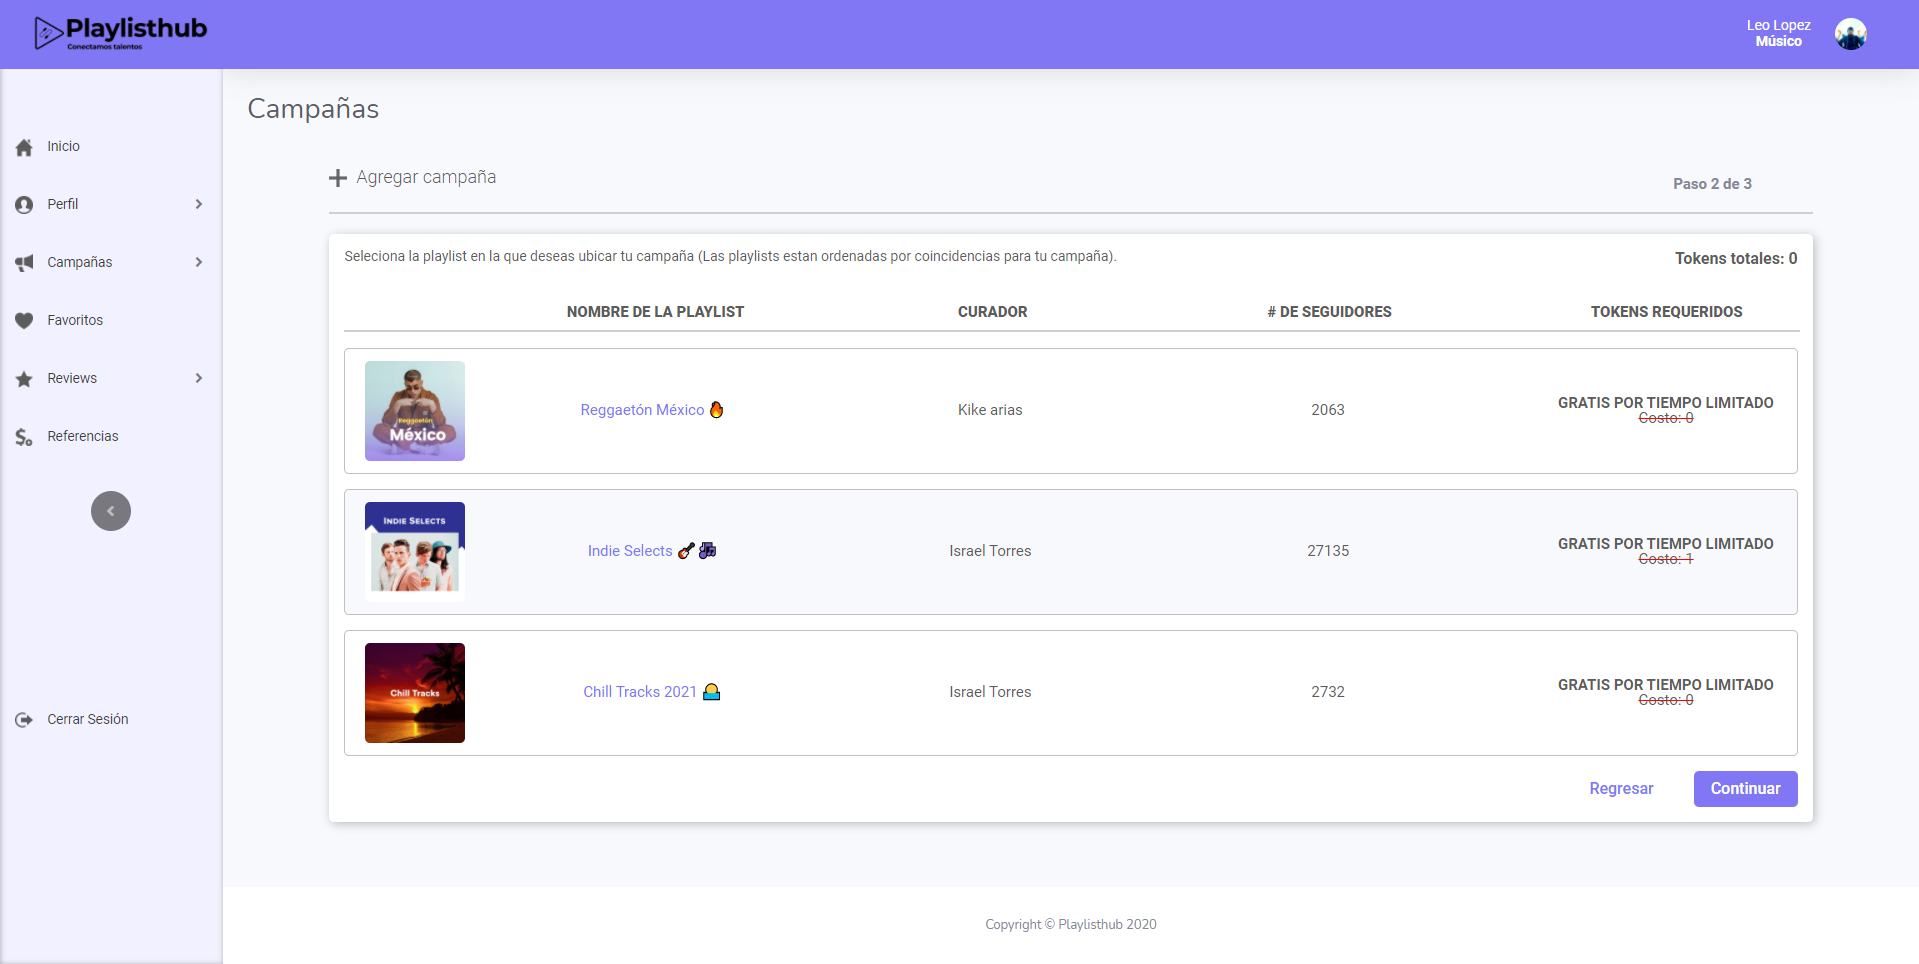 Playlisthub
Conectamos talentos
Leo Lopez
Músico
Inicio
Perfil
Campañas
Favoritos
Reviews
Referencias
Cerrar Sesión
Campañas
Agregar campaña
Paso 2 de 3
Seleciona la playlist en la que deseas ubicar tu campaña (Las playlists estan ordenadas por coincidencias para tu campaña).
Tokens totales: 0
NOMBRE DE LA PLAYLIST CURADOR # DE SEGUIDORES TOKENS REQUERIDOS
Reggaetón
México
Reggaetón México 🔥 Kike arias 2063 GRATIS POR TIEMPO LIMITADO
Costo: 0
INDIE SELECTS
Indie Selects 🎸 Israel Torres 27135 GRATIS POR TIEMPO LIMITADO
Costo: 1
Chill Tracks
Chill Tracks 2021 Israel Torres 2732 GRATIS POR TIEMPO LIMITADO
Costo: 0
Regresar Continuar
Copyright © Playlisthub 2020